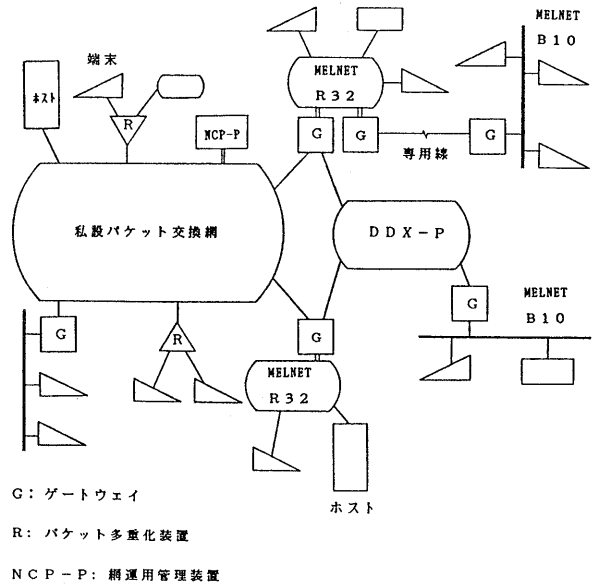 MELNET
B10
端末
MELNET
R32
ホスト
R
NCP-P
G
G
G
専用線
私設パケット交換網
DDX-P
G
MELNET
B10
G
R
G
MELNET
R32
ホスト
G: ゲートウェイ
R: パケット多重化装置
NCP-P: 網運用管理装置